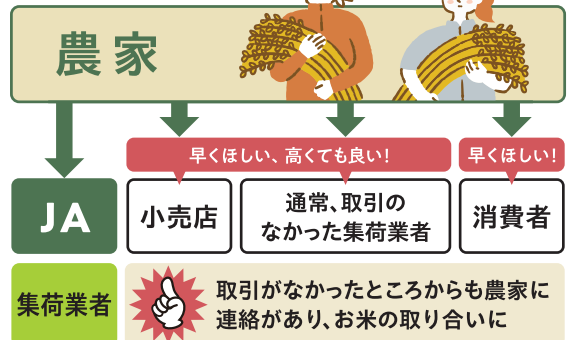 農家
早くほしい、高くても良い！
早くほしい！
JA
小売店
通常、取引の
なかった集荷業者
消費者
集荷業者
取引がなかったところからも農家に
連絡があり、お米の取り合いに